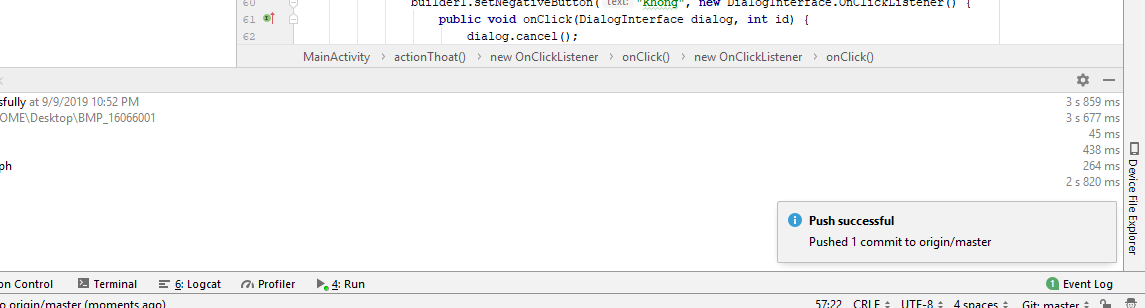 60 builder1.setNegativeButton( text: "Không", new DialogInterface.OnClickListener() {
61 public void onClick(DialogInterface dialog, int id) {
62 dialog.cancel();
MainActivity › actionThoat() › new OnClickListener › onClick() › new OnClickListener › onClick()
sfully at 9/9/2019 10:52 PM 3 s 859 ms
OME\Desktop\BMP_16066001 3 s 677 ms
45 ms
438 ms
ph 264 ms
2 s 820 ms
Device File Explorer
Push successful
Pushed 1 commit to origin/master
on Control Terminal 6: Logcat Profiler 4: Run 1 Event Log
o origin/master (moments ago) 57:22 CRLF UTF-8 4 spaces Git: master